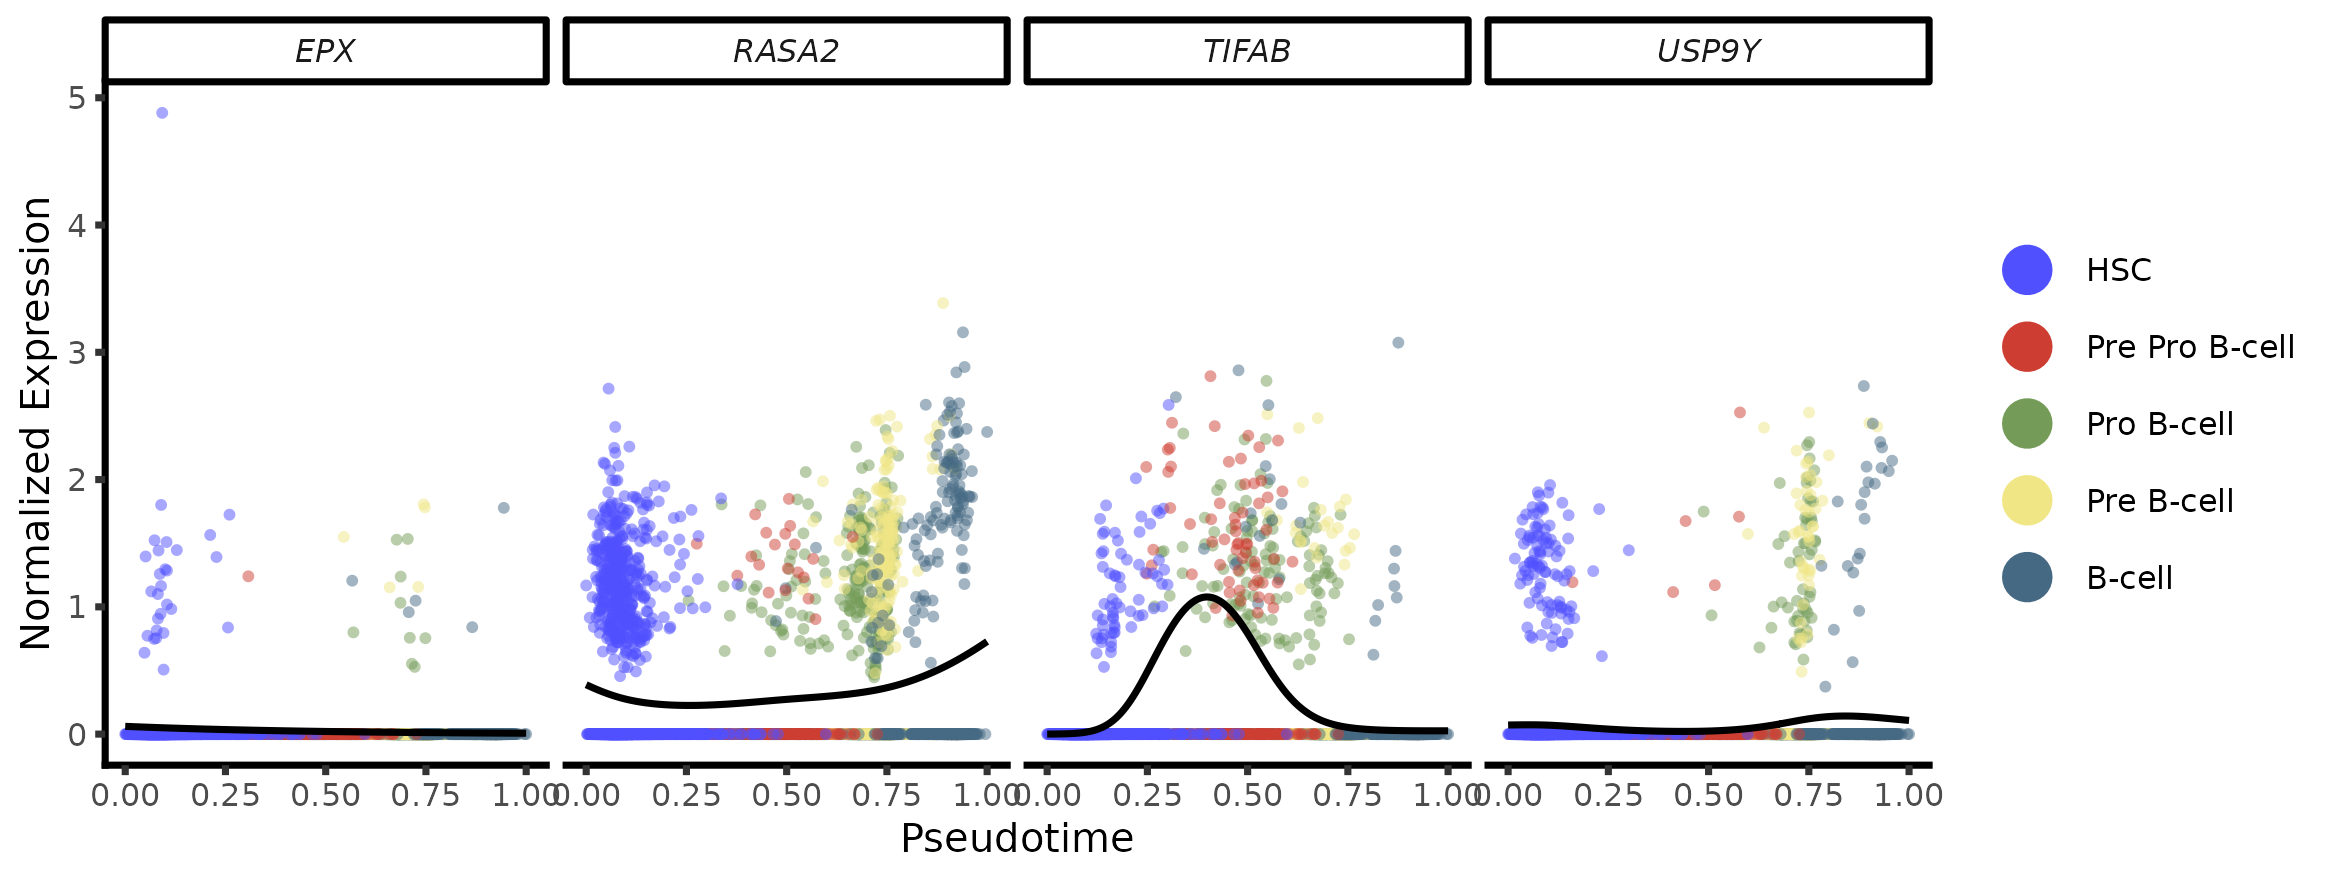 EPX RASA2 TIFAB USP9Y
5
4
3
2
1
0
Normalized Expression
0.00 0.25 0.50 0.75 1.00 0.00 0.25 0.50 0.75 1.00 0.00 0.25 0.50 0.75 1.00 0.00 0.25 0.50 0.75 1.00
Pseudotime
HSC
Pre Pro B-cell
Pro B-cell
Pre B-cell
B-cell